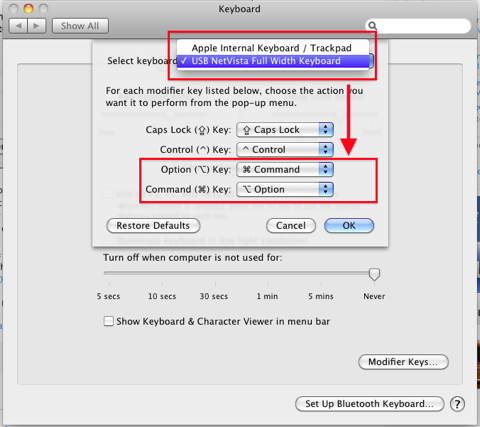 Keyboard
Show All
Apple Internal Keyboard / Trackpad
Select keyboard
✓ USB NetVista Full Width Keyboard
For each modifier key listed below, choose the action you
want it to perform from the pop-up menu.
Caps Lock (⇪) Key: ⇪ Caps Lock
Control (^) Key: ^ Control
Option (⌥) Key: ⌘ Command
Command (⌘) Key: ⌥ Option
Restore Defaults Cancel OK
Turn off when computer is not used for:
5 secs 10 secs 30 secs 1 min 5 mins Never
Show Keyboard & Character Viewer in menu bar
Modifier Keys...
Set Up Bluetooth Keyboard... ?